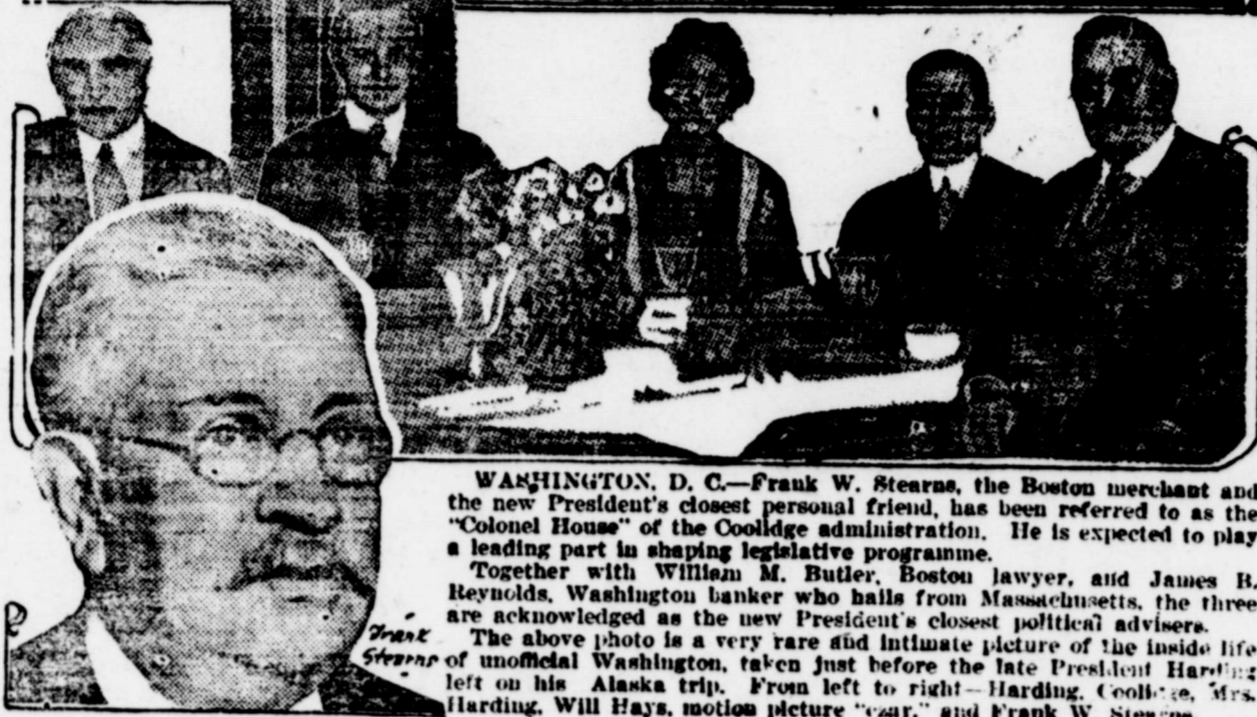 WASHINGTON, D. C.—Frank W. Stearns, the Boston merchant and
the new President's closest personal friend, has been referred to as the
"Colonel House" of the Coolidge administration. He is expected to play
a leading part in shaping legislative programme.
Together with William M. Butler, Boston lawyer, and James B.
Reynolds, Washington banker who hails from Massachusetts, the three
are acknowledged as the new President's closest political advisers.
The above photo is a very rare and intimate picture of the inside life
of unofficial Washington, taken just before the late President Harding
left on his Alaska trip. From left to right—Harding, Coolidge, Mrs.
Harding, Will Hays, motion picture "czar," and Frank W. Stearns
Frank
Stearns